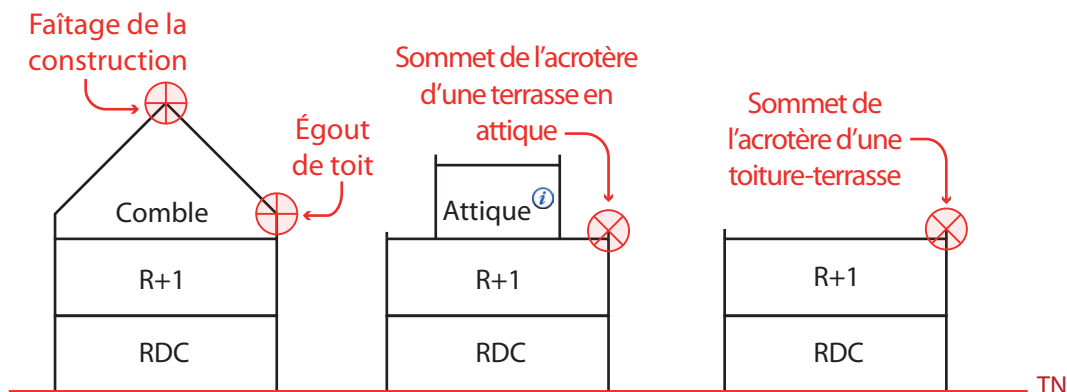 Faîtage de la
construction
Égout
de toit
Comble
R+1
RDC
Sommet de l'acrotère
d'une terrasse en
attique
Attique i
R+1
RDC
Sommet de
l'acrotère d'une
toiture-terrasse
R+1
RDC
TN